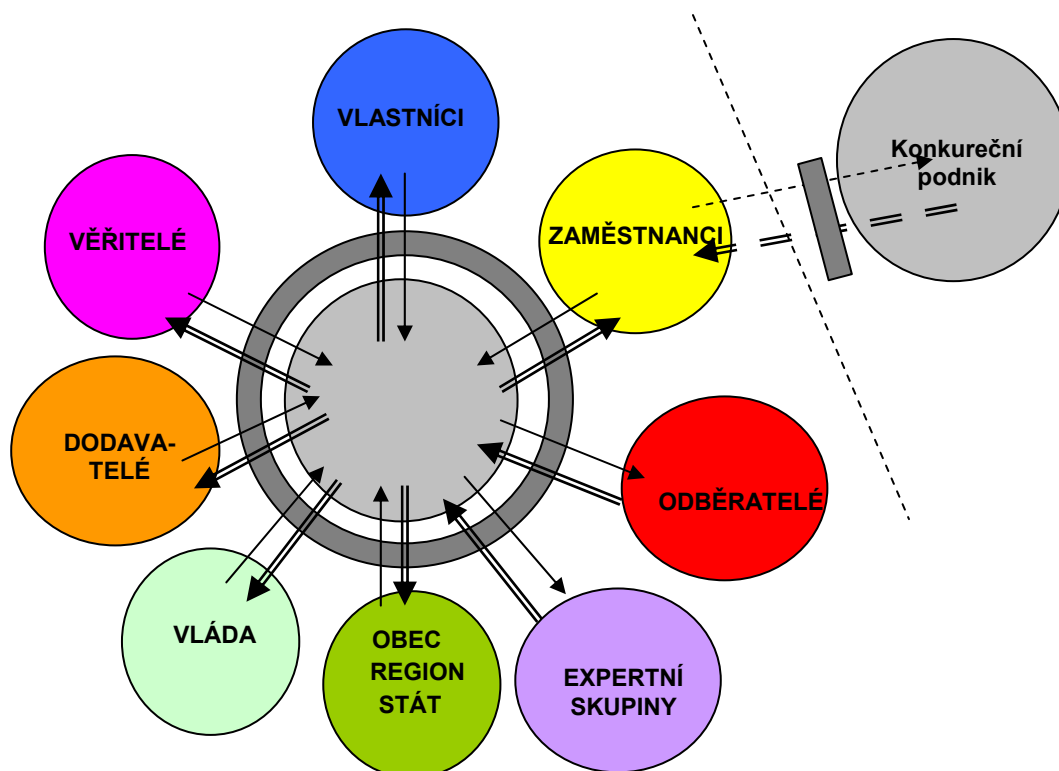 VLASTNÍCI
Konkureční
podnik
VĚŘITELÉ
ZAMĚSTNANCI
DODAVA-
TELÉ
ODBĚRATELÉ
VLÁDA
OBEC
REGION
STÁT
EXPERTNÍ
SKUPINY